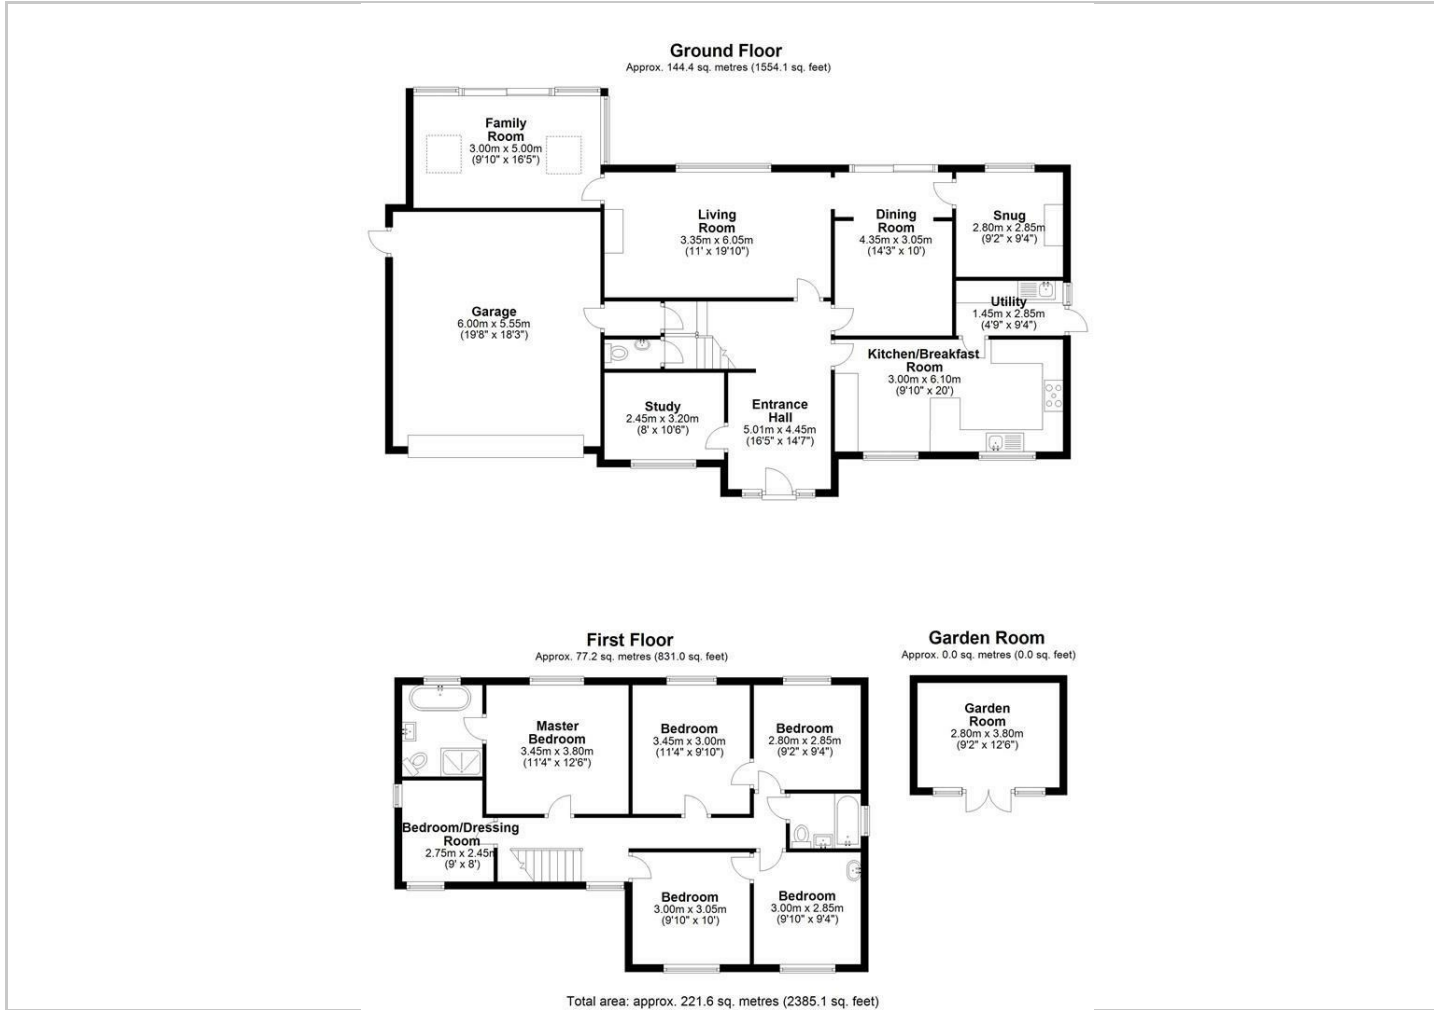 Ground Floor
Approx. 144.4 sq. metres (1554.1 sq. feet)
Family
Room
3.00m x 5.00m
(9'10" x 16'5")
Living
Room
3.35m x 6.05m
(11' x 19'10")
Dining
Room
4.35m x 3.05m
(14'3" x 10')
Snug
2.80m x 2.85m
(9'2" x 9'4")
Garage
6.00m x 5.55m
(19'8" x 18'3")
Utility
1.45m x 2.85m
(4'9" x 9'4")
Kitchen/Breakfast
Room
3.00m x 6.10m
(9'10" x 20')
Study
2.45m x 3.20m
(8' x 10'6")
Entrance
Hall
5.01m x 4.45m
(16'5" x 14'7")
First Floor
Approx. 77.2 sq. metres (831.0 sq. feet)
Master
Bedroom
3.45m x 3.80m
(11'4" x 12'6")
Bedroom
3.45m x 3.00m
(11'4" x 9'10")
Bedroom
2.80m x 2.85m
(9'2" x 9'4")
Bedroom/Dressing
Room
2.75m x 2.45m
(9' x 8')
Bedroom
3.00m x 3.05m
(9'10" x 10')
Bedroom
3.00m x 2.85m
(9'10" x 9'4")
Garden Room
Approx. 0.0 sq. metres (0.0 sq. feet)
Garden
Room
2.80m x 3.80m
(9'2" x 12'6")
Total area: approx. 221.6 sq. metres (2385.1 sq. feet)